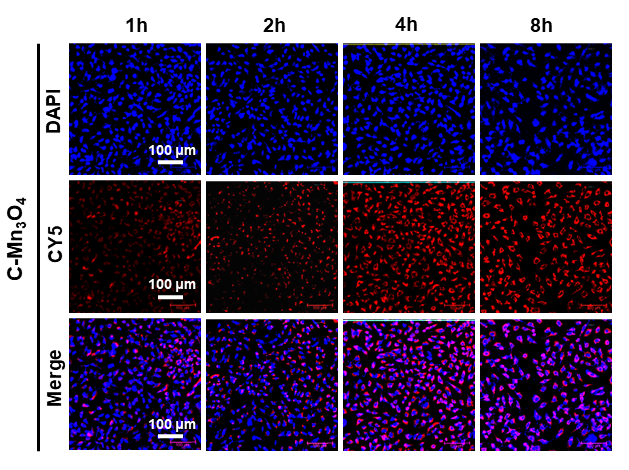 1h 2h 4h 8h
C-Mn₃O₄
DAPI
100 µm
CY5
100 µm
Merge
100 µm